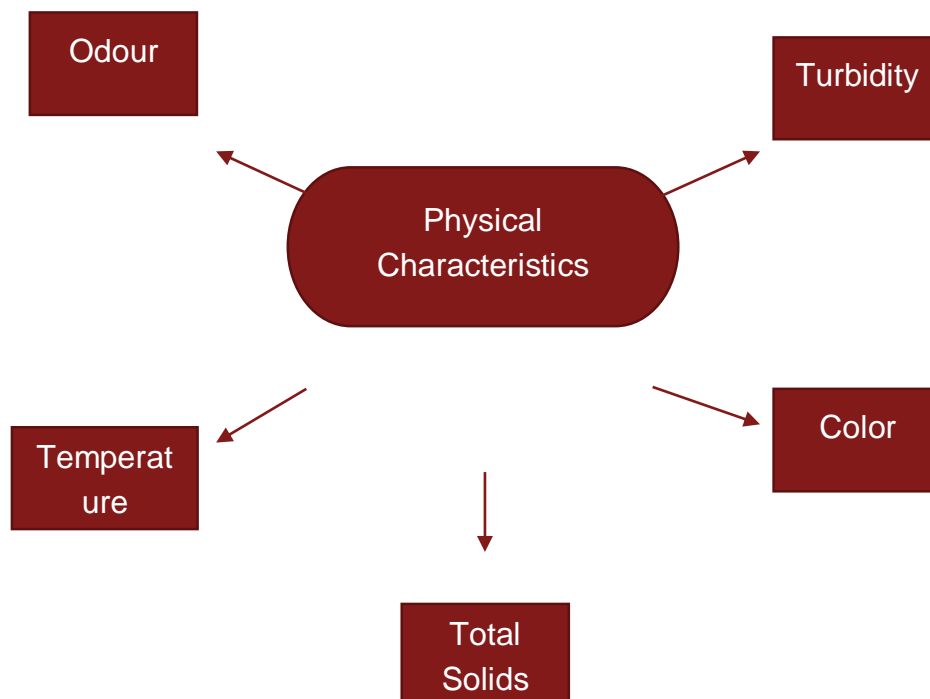 Odour
Turbidity
Physical
Characteristics
Temperat
ure
Color
Total
Solids